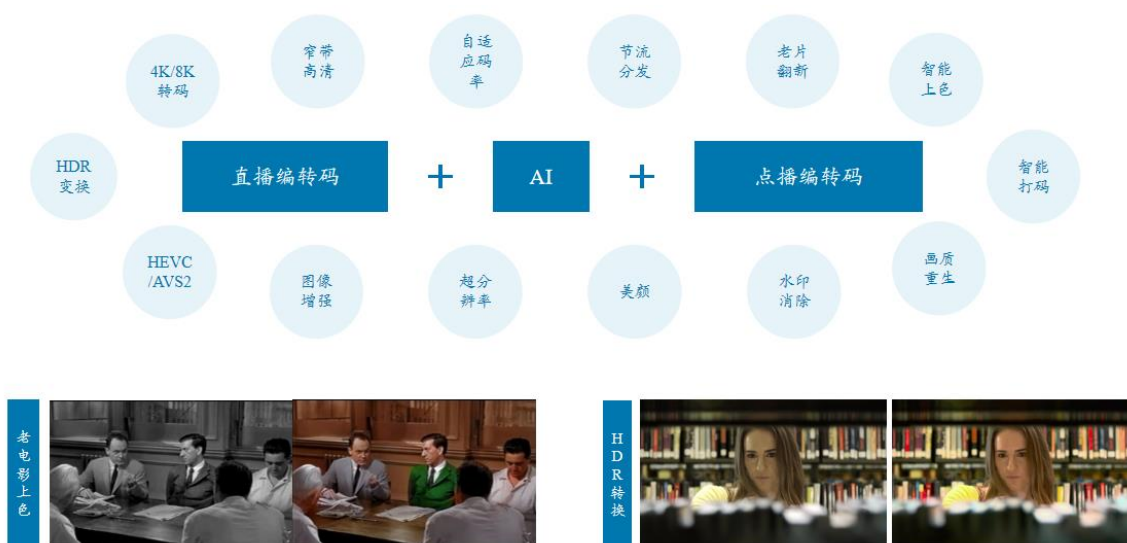 窄带
高清
自适
应码
率
节流
分发
老片
翻新
4K/8K
转码
智能
上色
HDR
变换
直播编转码
+
AI
+
点播编转码
智能
打码
HEVC
/AVS2
图像
增强
超分
辨率
美颜
水印
消除
画质
重生
老电影上色
HDR转换